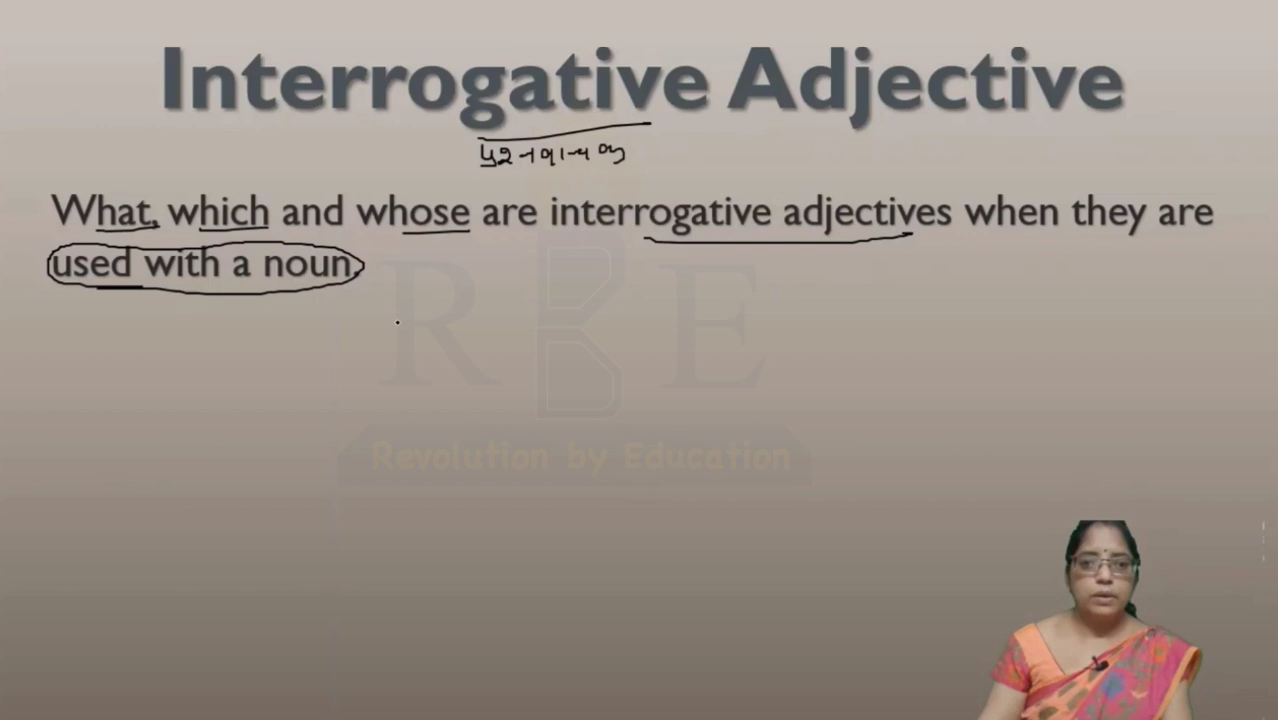 Interrogative Adjective
प्रश्नवाचक
What, which and whose are interrogative adjectives when they are
used with a noun.
RBE
Revolution by Education